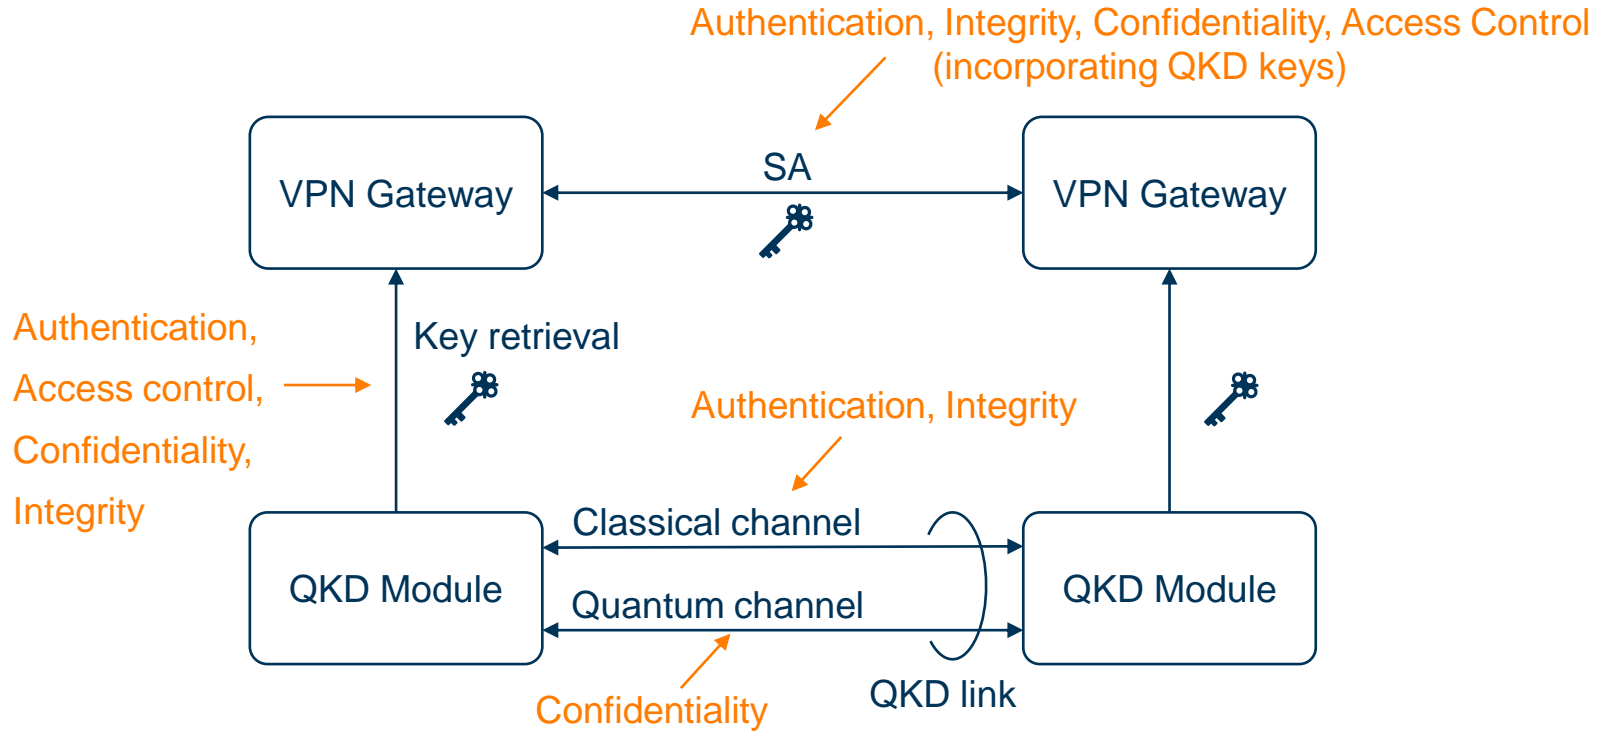 Authentication, Integrity, Confidentiality, Access Control
(incorporating QKD keys)
VPN Gateway
SA
VPN Gateway
Authentication,
Access control,
Confidentiality,
Integrity
Key retrieval
Authentication, Integrity
QKD Module
Classical channel
Quantum channel
QKD Module
Confidentiality
QKD link